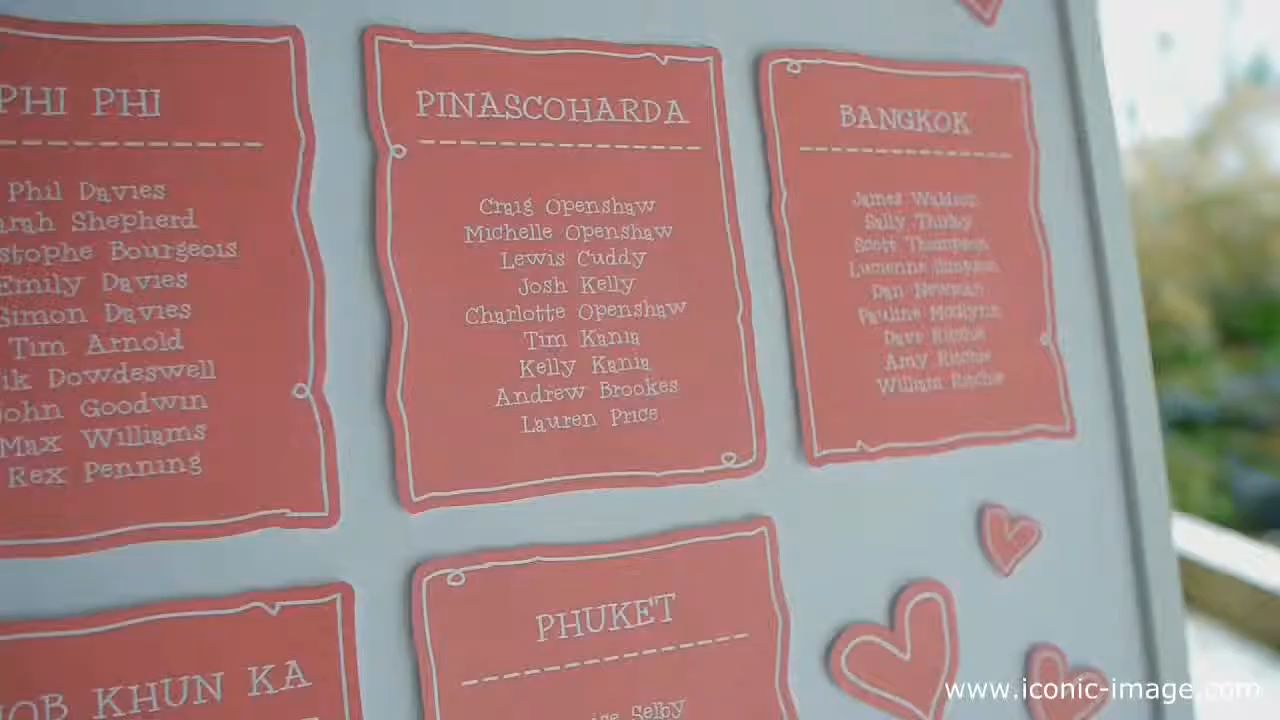 PHI PHI
Phil Davies
arah Shepherd
stophe Bourgeois
Emily Davies
Simon Davies
Tim Arnold
ik Dowdeswell
John Goodwin
Max Williams
Rex Penning
PINASCOHARDA
Craig Openshaw
Michelle Openshaw
Lewis Cuddy
Josh Kelly
Charlotte Openshaw
Tim Kania
Kelly Kania
Andrew Brookes
Lauren Price
BANGKOK
James
Sally
Scott Thompson
Dan Newman
Pauline
Dave Ritchie
Amy Ritchie
William Ritchie
OB KHUN KA
PHUKET
Selby
www.iconic-image.com